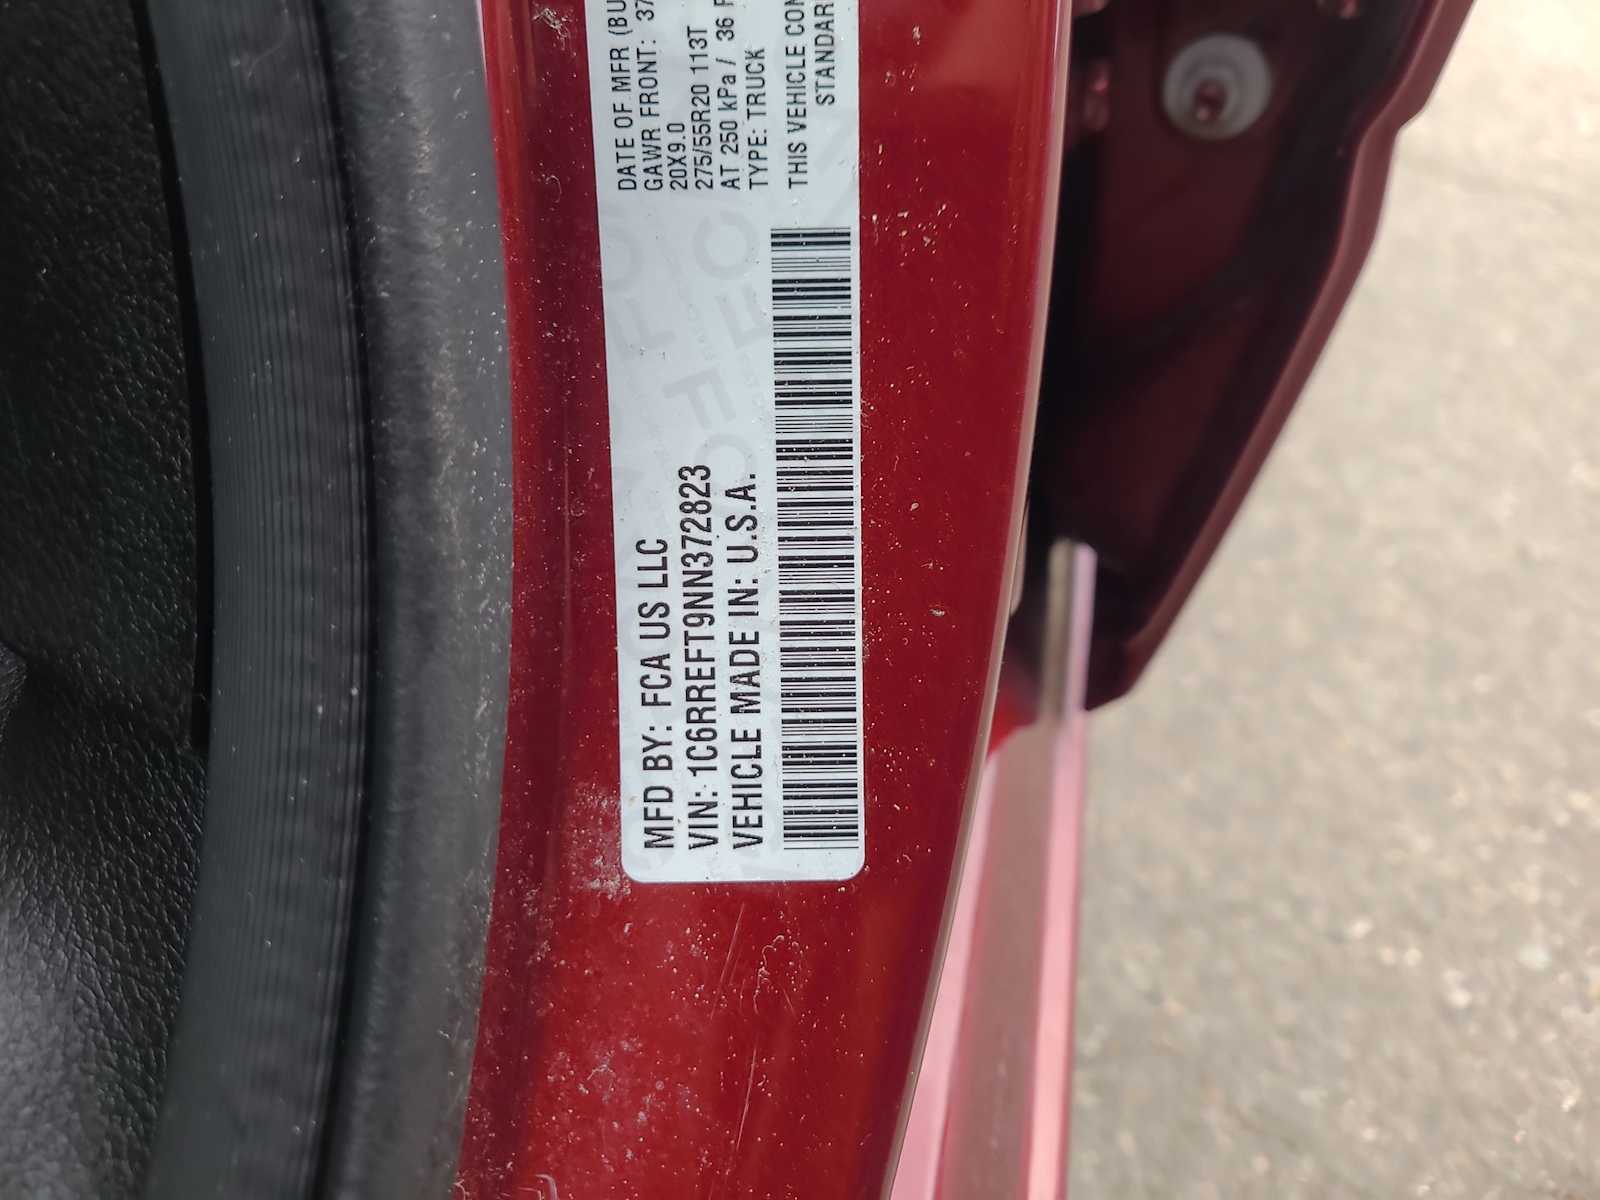 MFD BY: FCA US LLC
VIN: 1C6RREFT9NN372823
VEHICLE MADE IN: U.S.A.
DATE OF MFR (BU
GAWR FRONT: 37
20X9.0
275/55R20 113T
AT 250 kPa / 36 P
TYPE: TRUCK
THIS VEHICLE CON
STANDARD